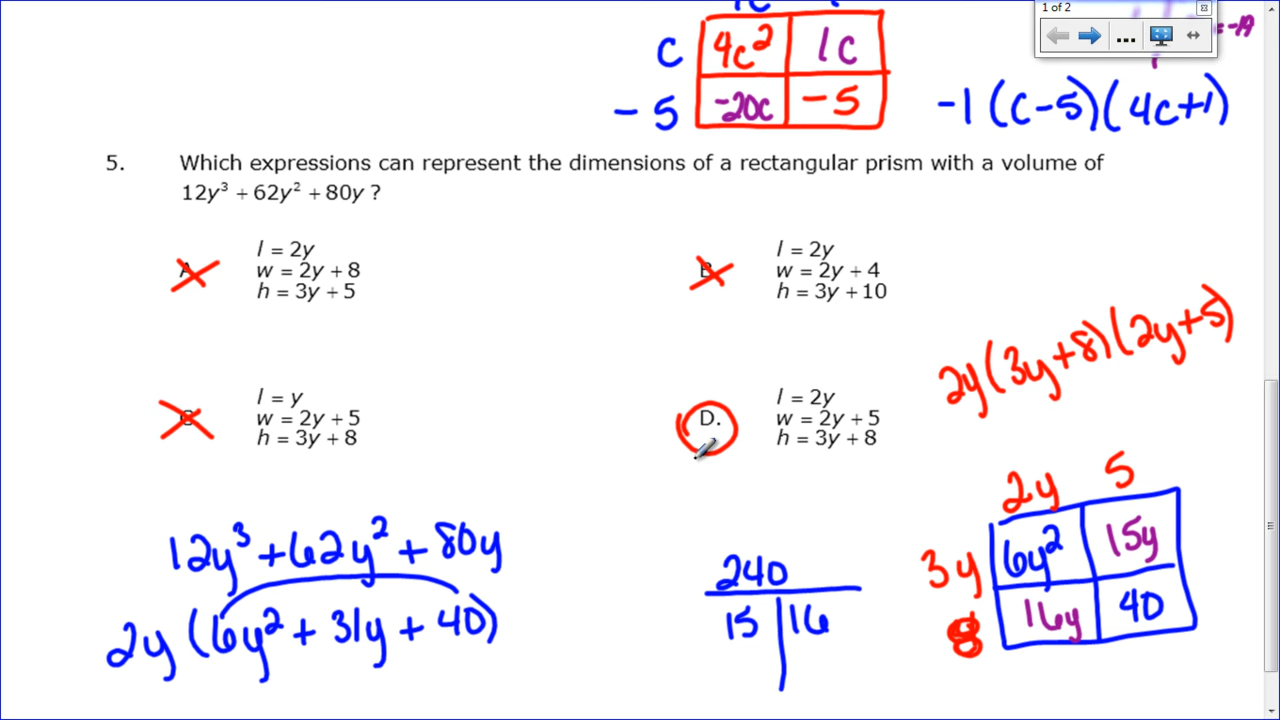 1 of 2
= -19
c 4c² 1c
- 5 -20c - 5
-1(c-5)(4c+1)
5. Which expressions can represent the dimensions of a rectangular prism with a volume of
12y³ + 62y² + 80y ?
A l = 2y
w = 2y + 8
h = 3y + 5
B l = 2y
w = 2y + 4
h = 3y + 10
2y(3y+8)(2y+5)
C l = y
w = 2y + 5
h = 3y + 8
D. l = 2y
w = 2y + 5
h = 3y + 8
12y³ + 62y² + 80y
2y (6y² + 31y + 40)
240
15 16
2y 5
3y 6y² 15y
8 16y 40